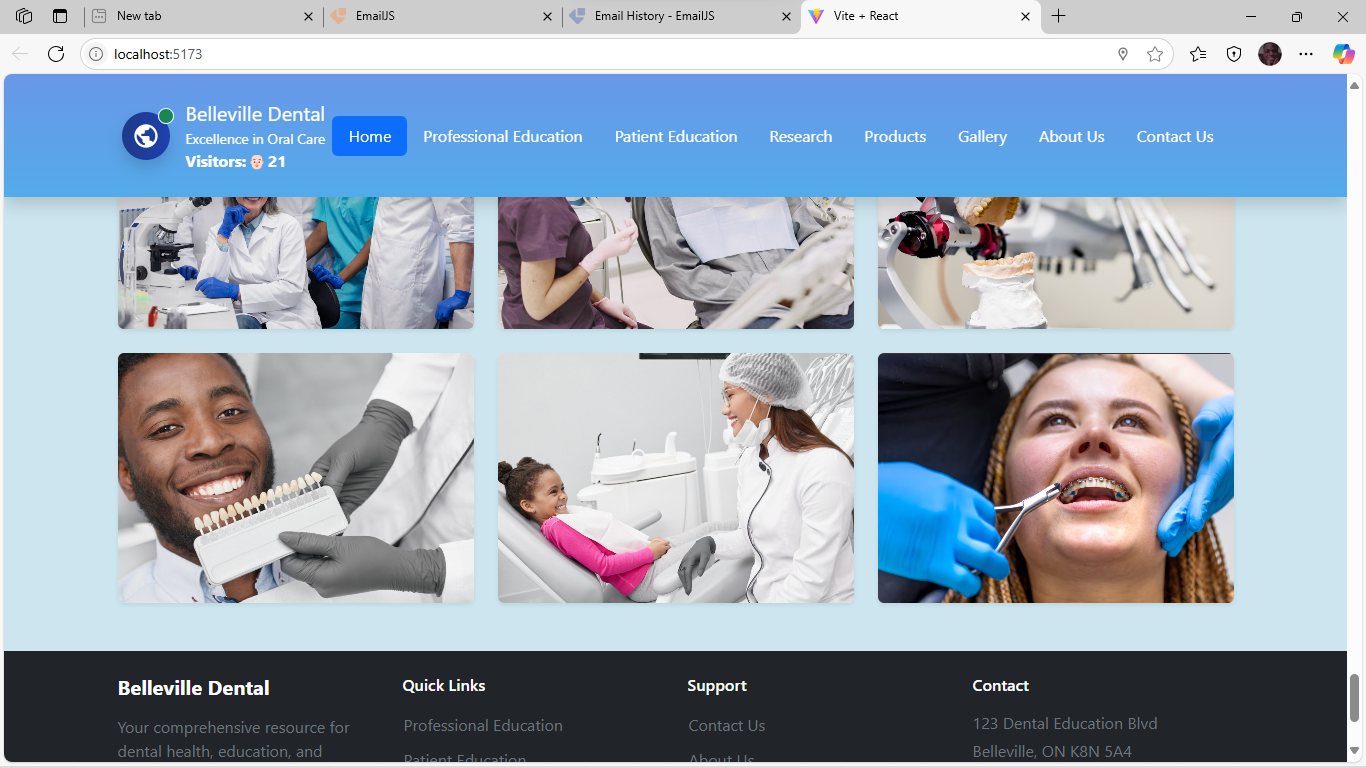 New tab
EmailJS
Email History - EmailJS
Vite + React
localhost:5173
Belleville Dental
Excellence in Oral Care
Visitors: 👨🏻‍🦲 21
Home
Professional Education
Patient Education
Research
Products
Gallery
About Us
Contact Us
Belleville Dental
Your comprehensive resource for
dental health, education, and
Quick Links
Professional Education
Patient Education
Support
Contact Us
About Us
Contact
123 Dental Education Blvd
Belleville, ON K8N 5A4